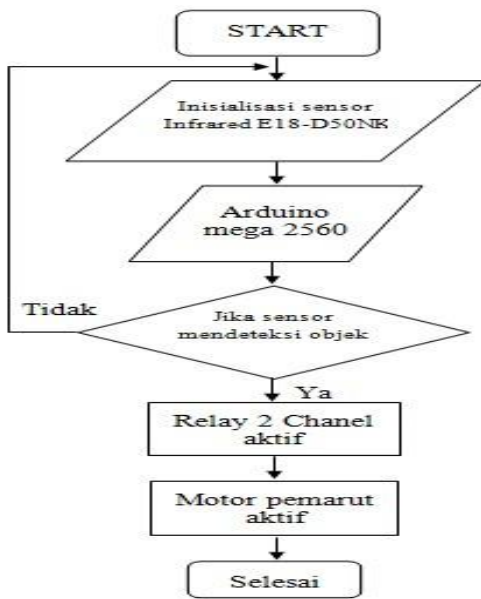 START
Inisialisasi sensor
Infrared E18-D50NK
Arduino
mega 2560
Tidak
Jika sensor
mendeteksi objek
Ya
Relay 2 Chanel
aktif
Motor pemarut
aktif
Selesai